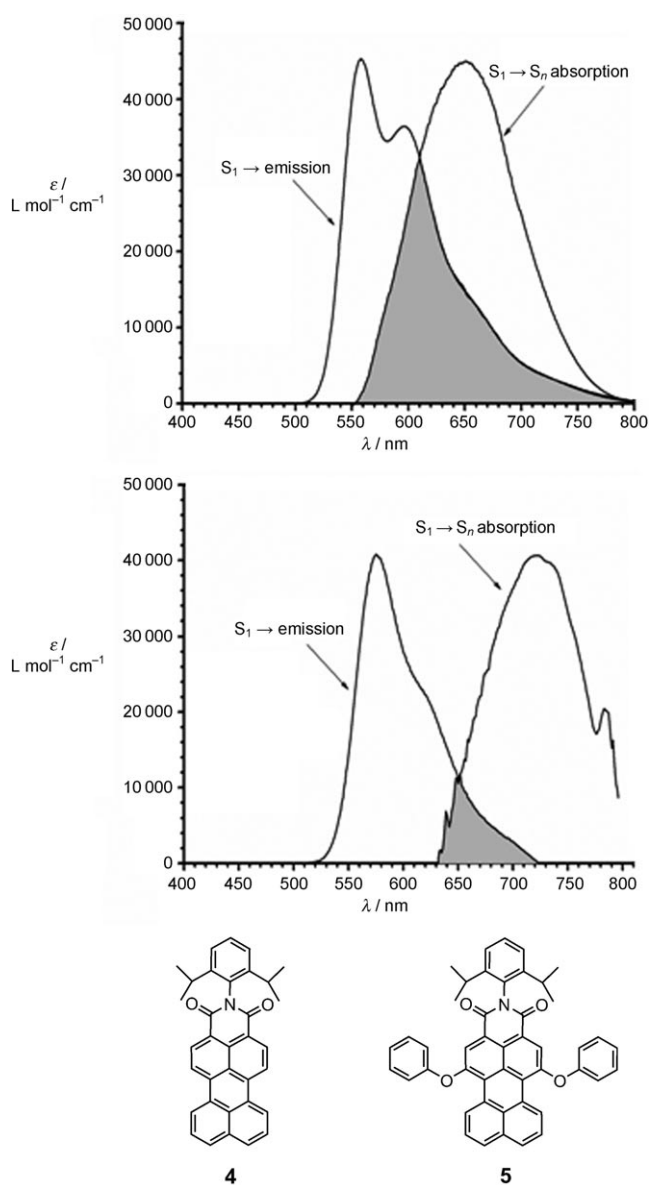 50 000
40 000
30 000
20 000
10 000
0
ε /
L mol⁻¹ cm⁻¹
S₁ → emission
S₁ → Sₙ absorption
400 450 500 550 600 650 700 750 800
λ / nm
50 000
40 000
30 000
20 000
10 000
0
ε /
L mol⁻¹ cm⁻¹
S₁ → Sₙ absorption
S₁ → emission
400 450 500 550 600 650 700 750 800
λ / nm
O N O O N O
O O
4 5